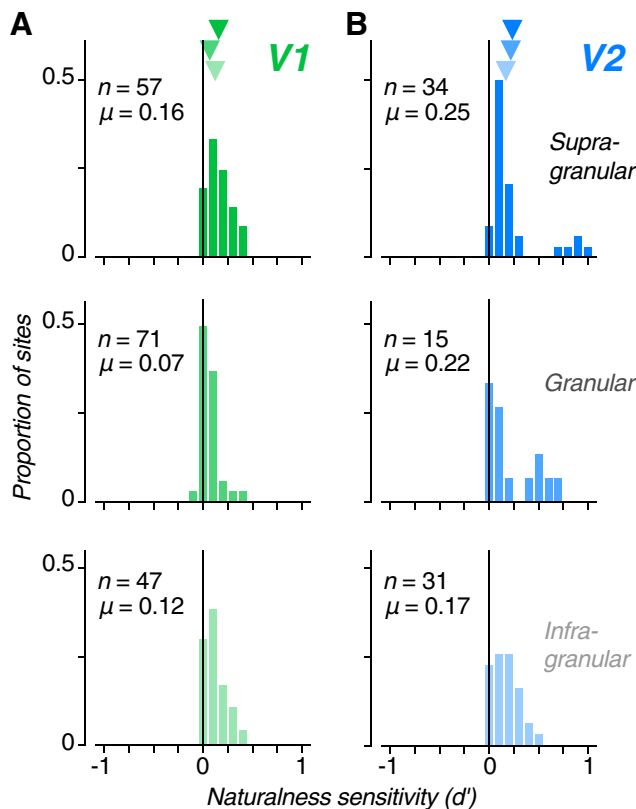 A
V1
B
V2
0.5
n = 57
μ = 0.16
0
n = 34
μ = 0.25
Supra-
granular
Proportion of sites
0.5
n = 71
μ = 0.07
0
n = 15
μ = 0.22
Granular
0.5
n = 47
μ = 0.12
0
n = 31
μ = 0.17
Infra-
granular
-1 0 1
-1 0 1
Naturalness sensitivity (d')